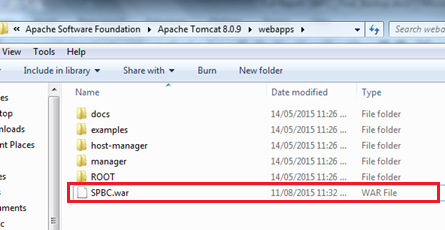 Apache Software Foundation ▸ Apache Tomcat 8.0.9 ▸ webapps ▸
Search weba
View Tools Help
Include in library Share with Burn New folder
Name Date modified Type
docs 14/05/2015 11:26 ... File folder
examples 14/05/2015 11:26 ... File folder
host-manager 14/05/2015 11:26 ... File folder
manager 14/05/2015 11:26 ... File folder
ROOT 14/05/2015 11:26 ... File folder
SPBC.war 11/08/2015 11:32 ... WAR File
es
top
nloads
nt Places
s
uments
c